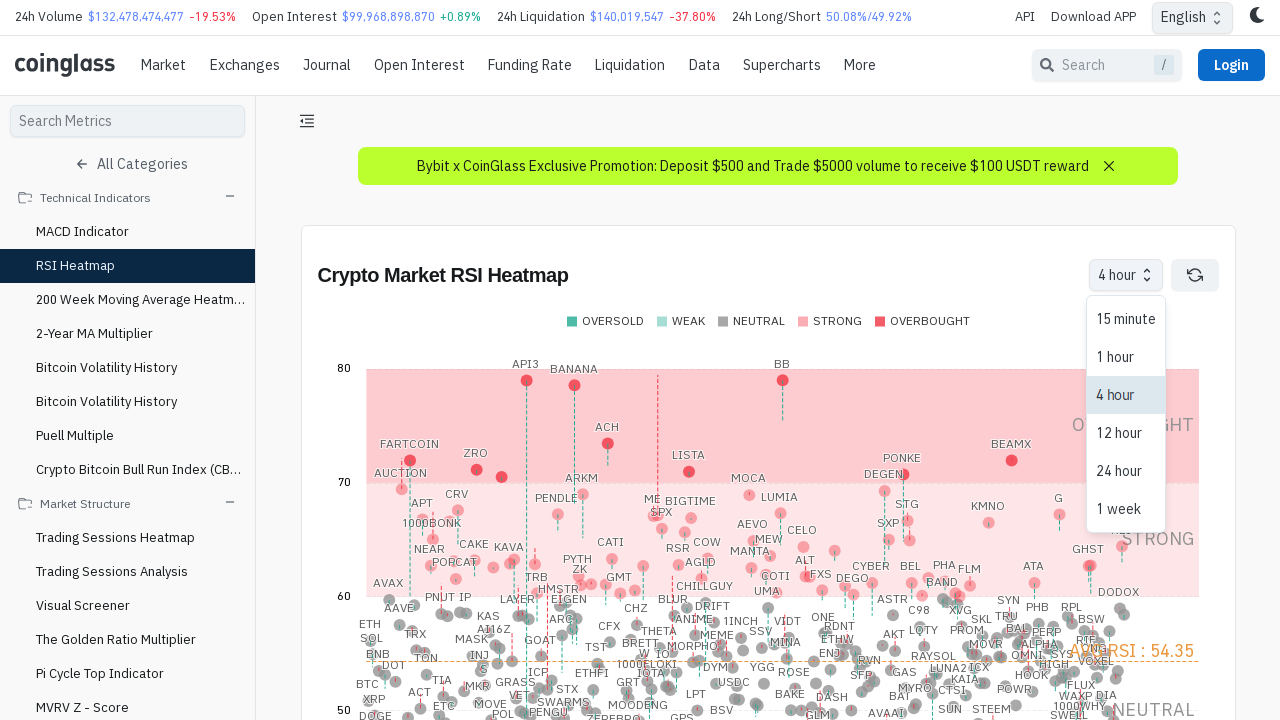 24h Volume $132,478,474,477 -19.53% Open Interest $99,968,898,870 +0.89% 24h Liquidation $140,019,547 -37.80% 24h Long/Short 50.08%/49.92% API Download APP English
coinglass Market Exchanges Journal Open Interest Funding Rate Liquidation Data Supercharts More Search / Login
Search Metrics
All Categories
Technical Indicators
MACD Indicator
RSI Heatmap
200 Week Moving Average Heatm...
2-Year MA Multiplier
Bitcoin Volatility History
Bitcoin Volatility History
Puell Multiple
Crypto Bitcoin Bull Run Index (CB...
Market Structure
Trading Sessions Heatmap
Trading Sessions Analysis
Visual Screener
The Golden Ratio Multiplier
Pi Cycle Top Indicator
MVRV Z - Score
Bybit x CoinGlass Exclusive Promotion: Deposit $500 and Trade $5000 volume to receive $100 USDT reward
Crypto Market RSI Heatmap
4 hour
15 minute
1 hour
4 hour
12 hour
24 hour
1 week
OVERSOLD WEAK NEUTRAL STRONG OVERBOUGHT
80
API3 BANANA BB
ACH
FARTCOIN ZRO LISTA PONKE BEAMX
AUCTION ARKM MOCA DEGEN
70
APT CRV PENDLE ME BIGTIME LUMIA STG KMNO G
1000BONK SPX AEVO CELO SXP
NEAR POPCAT CAKE KAVA CATI RSR COW MEW MANTA GHST
AVAX TRB PYTH ZK GMT AGLD COTI ALT FXS CYBER BEL PHA FLM ATA
HMSTR CHILLGUY UMA DEGO BAND DODOX
60
PNUT IP LAYER EIGEN BLUR ASTR SYN
ETH AAVE KAS ARC CHZ ANIME DRIFT 1INCH VIDT ONE C98 XVG SKL TRU PHB RPL BSW
SOL TRX MASK AI16Z GOAT CFX THETA MEME SSV PDNT AKT LQTY PROM BAL PERP
BNB TON INJ TST BRETT W TO MORPHO MINA ETHW ENJ RVN RAYSOL MOVR ALPHA
DOT S ICP ETHFI 1000FLOKI IOTA DYM YGG ROSE SFP GAS LUNA2 ICX OMNI SYS HIGH VOXEL
AVG RSI : 54.35
BTC TIA MKR GRASS STX GRT USDC MYRO KAIA HOOK FLUX
XRP ACT ETC MOVE VET SWARMS MOODENG LPT BAKE DASH BAT CTSI POWR WAXP DIA
DOGE POL PENGU ZEREBRO GPS BSV GLM AVAAI SUN STEEM SWELL 1000WHY
50
STRONG
NEUTRAL